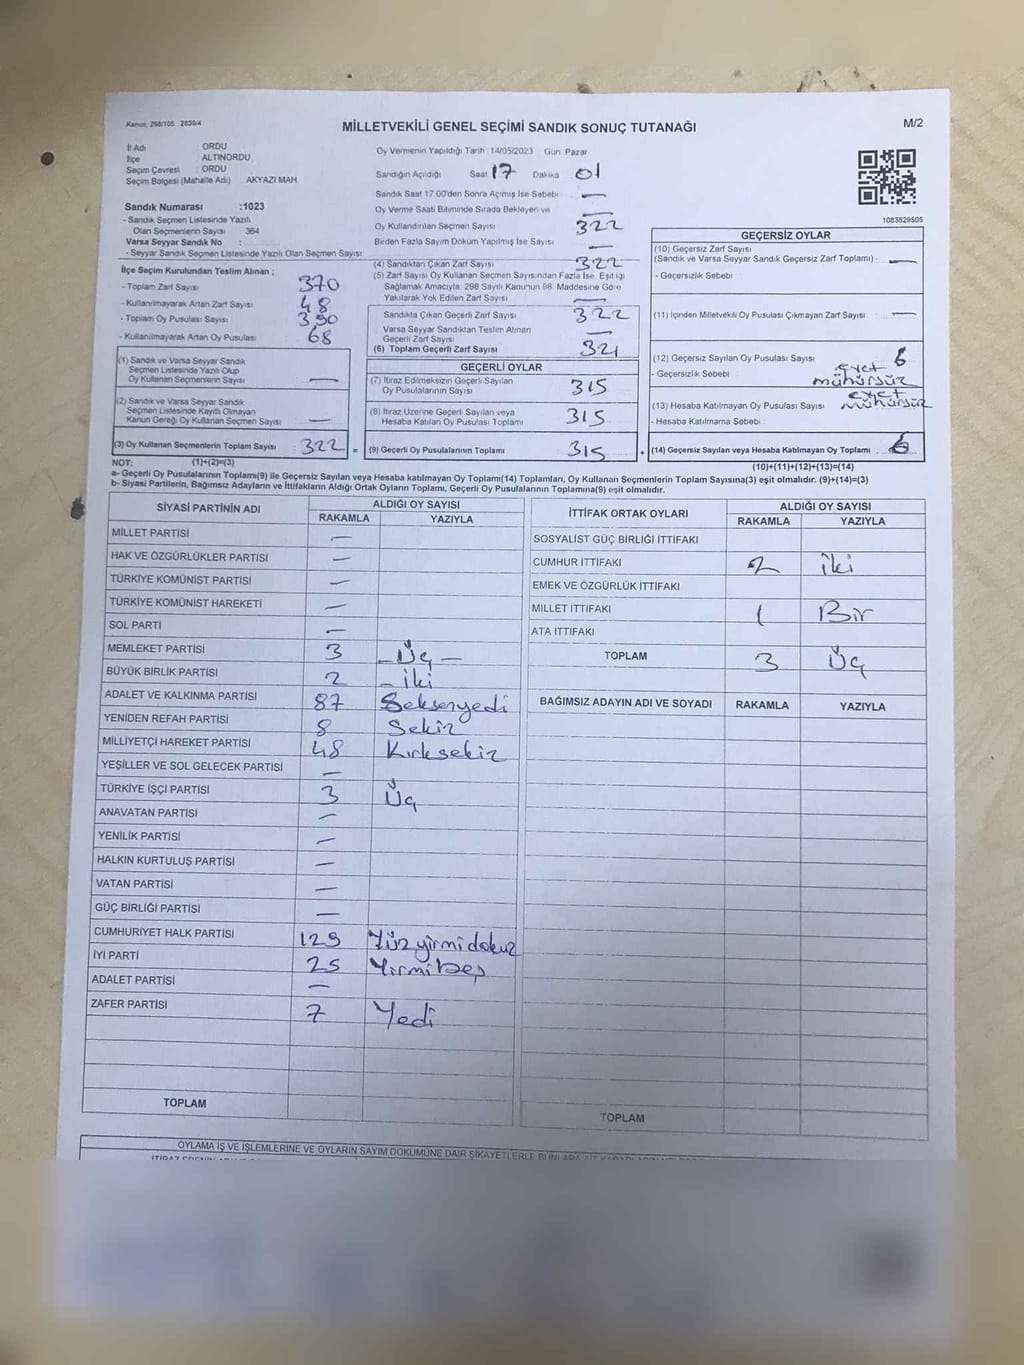 Kanun: 298/105 2839/4
MİLLETVEKİLİ GENEL SEÇİMİ SANDIK SONUÇ TUTANAĞI
M/2
İl Adı ORDU
İlçe ALTINORDU
Seçim Çevresi ORDU
Seçim Bölgesi (Mahalle Adı) : AKYAZI MAH
Sandık Numarası :1023
- Sandık Seçmen Listesinde Yazılı
Olan Seçmenlerin Sayısı : 364
Varsa Seyyar Sandık No :
- Seyyar Sandık Seçmen Listesinde Yazılı Olan Seçmen Sayısı :
İlçe Seçim Kurulundan Teslim Alınan ;
- Toplam Zarf Sayısı 370
- Kullanılmayarak Artan Zarf Sayısı 48
- Toplam Oy Pusulası Sayısı 390
- Kullanılmayarak Artan Oy Pusulası 68
(1) Sandık ve Varsa Seyyar Sandık
Seçmen Listesinde Yazılı Olup
Oy Kullanan Seçmenlerin Sayısı —
(2) Sandık ve Varsa Seyyar Sandık
Seçmen Listesinde Kayıtlı Olmayan
Kanun Gereği Oy Kullanan Seçmen Sayısı —
(3) Oy Kullanan Seçmenlerin Toplam Sayısı 322 =
Oy Vermenin Yapıldığı Tarih 14/05/2023 Gün: Pazar
Sandığın Açıldığı Saat 17 Dakika 01
Sandık Saat 17.00'den Sonra Açımış İse Sebebi : —
Oy Verme Saati Bitiminde Sırada Bekleyen ve —
Oy Kullandırılan Seçmen Sayısı 322
Birden Fazla Sayım Döküm Yapılmış İse Sayısı —
(4) Sandıktan Çıkan Zarf Sayısı 322
(5) Zarf Sayısı Oy Kullanan Seçmen Sayısından Fazla İse, Eşitliği
Sağlamak Amacıyla, 298 Sayılı Kanunun 98. Maddesine Göre
Yakılarak Yok Edilen Zarf Sayısı —
Sandıkta Çıkan Geçerli Zarf Sayısı 322
Varsa Seyyar Sandıktan Teslim Alınan
Geçerli Zarf Sayısı —
(6) Toplam Geçerli Zarf Sayısı 321
GEÇERLİ OYLAR
(7) İtiraz Edilmeksizin Geçerli Sayılan
Oy Pusulalarının Sayısı 315
(8) İtiraz Üzerine Geçerli Sayılan veya
Hesaba Katılan Oy Pusulası Toplamı 315
(9) Geçerli Oy Pusulalarının Toplamı 315 +
1083829505
GEÇERSİZ OYLAR
(10) Geçersiz Zarf Sayısı
(Sandık ve Varsa Seyyar Sandık Geçersiz Zarf Toplamı) : —
- Geçersizlik Sebebi :
(11) İçinden Milletvekili Oy Pusulası Çıkmayan Zarf Sayısı : —
(12) Geçersiz Sayılan Oy Pusulası Sayısı : 6
- Geçersizlik Sebebi : evet mühürsüz
(13) Hesaba Katılmayan Oy Pusulası Sayısı : evet mühürsüz
- Hesaba Katılmama Sebebi :
(14) Geçersiz Sayılan veya Hesaba Katılmayan Oy Toplamı : 6
NOT: (1)+(2)=(3) (10)+(11)+(12)+(13)=(14)
a- Geçerli Oy Pusulalarının Toplamı(9) ile Geçersiz Sayılan veya Hesaba katılmayan Oy Toplamı(14) Toplamları, Oy Kullanan Seçmenlerin Toplam Sayısına(3) eşit olmalıdır. (9)+(14)=(3)
b- Siyasi Partilerin, Bağımsız Adayların ve İttifakların Aldığı Ortak Oyların Toplamı, Geçerli Oy Pusulalarının Toplamına(9) eşit olmalıdır.
SİYASİ PARTİNİN ADI ALDIĞI OY SAYISI
RAKAMLA YAZIYLA
MİLLET PARTİSİ —
HAK VE ÖZGÜRLÜKLER PARTİSİ —
TÜRKİYE KOMÜNİST PARTİSİ —
TÜRKİYE KOMÜNİST HAREKETİ —
SOL PARTİ —
MEMLEKET PARTİSİ 3 – Üç –
BÜYÜK BİRLİK PARTİSİ 2 – İki
ADALET VE KALKINMA PARTİSİ 87 Seksenyedi
YENİDEN REFAH PARTİSİ 8 Sekiz
MİLLİYETÇİ HAREKET PARTİSİ 48 Kırksekiz
YEŞİLLER VE SOL GELECEK PARTİSİ —
TÜRKİYE İŞÇİ PARTİSİ 3 Üç
ANAVATAN PARTİSİ —
YENİLİK PARTİSİ —
HALKIN KURTULUŞ PARTİSİ —
VATAN PARTİSİ —
GÜÇ BİRLİĞİ PARTİSİ —
CUMHURİYET HALK PARTİSİ 129 Yüzyirmidokuz
İYİ PARTİ 25 Yirmibeş
ADALET PARTİSİ —
ZAFER PARTİSİ 7 Yedi
TOPLAM
İTTİFAK ORTAK OYLARI ALDIĞI OY SAYISI
RAKAMLA YAZIYLA
SOSYALİST GÜÇ BİRLİĞİ İTTİFAKI
CUMHUR İTTİFAKI 2 İki
EMEK VE ÖZGÜRLÜK İTTİFAKI
MİLLET İTTİFAKI 1 Bir
ATA İTTİFAKI
TOPLAM 3 Üç
BAĞIMSIZ ADAYIN ADI VE SOYADI RAKAMLA YAZIYLA
TOPLAM
OYLAMA İŞ VE İŞLEMLERİNE VE OYLARIN SAYIM DÖKÜMÜNE DAİR ŞİKAYETLERLE BUNLARA AİT